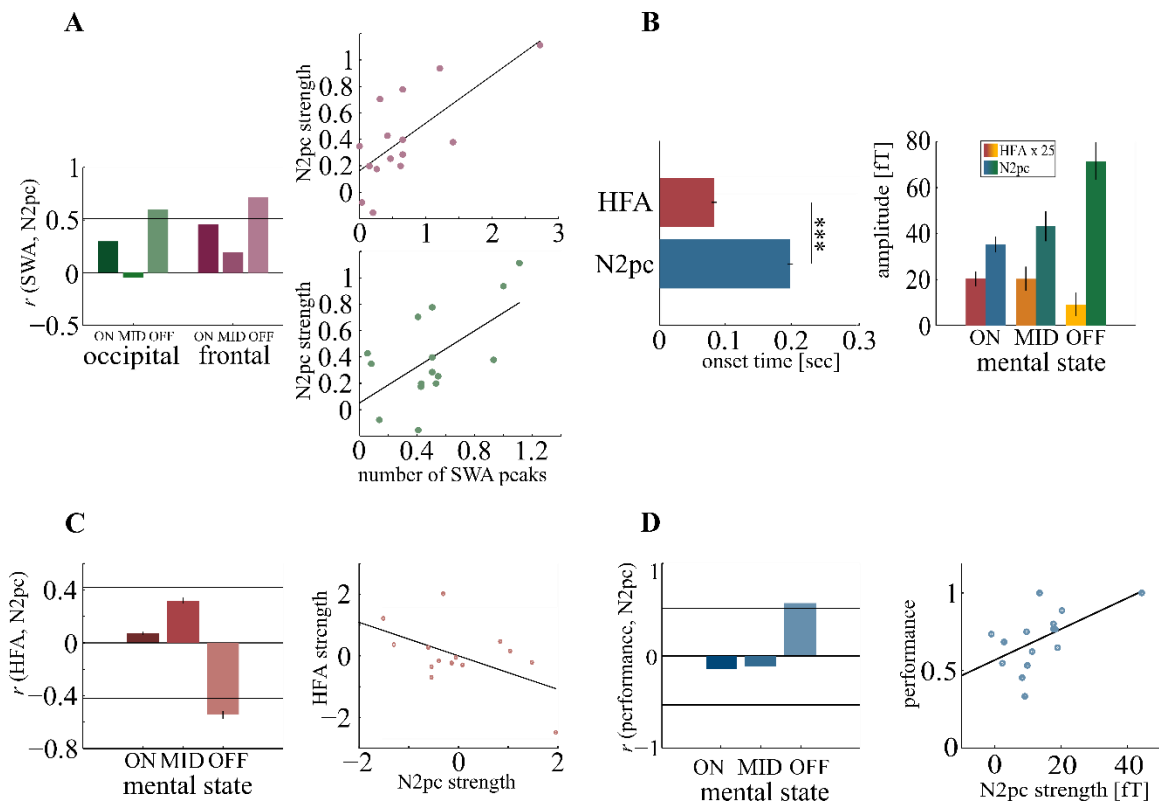 A
B
r (SWA, N2pc)
1
0.5
0
−0.5
ON MID OFF
ON MID OFF
occipital
frontal
N2pc strength
1
0.8
0.6
0.4
0.2
0
0
1
2
3
N2pc strength
1
0.8
0.6
0.4
0.2
0
0
0.4
0.8
1.2
number of SWA peaks
HFA
N2pc
***
0
0.1
0.2
0.3
onset time [sec]
amplitude [fT]
80
60
40
20
0
HFA x 25
N2pc
ON MID OFF
mental state
C
D
r (HFA, N2pc)
0.4
0
−0.4
−0.8
ON MID OFF
mental state
HFA strength
2
0
−2
−2
0
2
N2pc strength
r (performance, N2pc)
1
0
−1
ON MID OFF
mental state
performance
1
0.5
0
0
20
40
N2pc strength [fT]